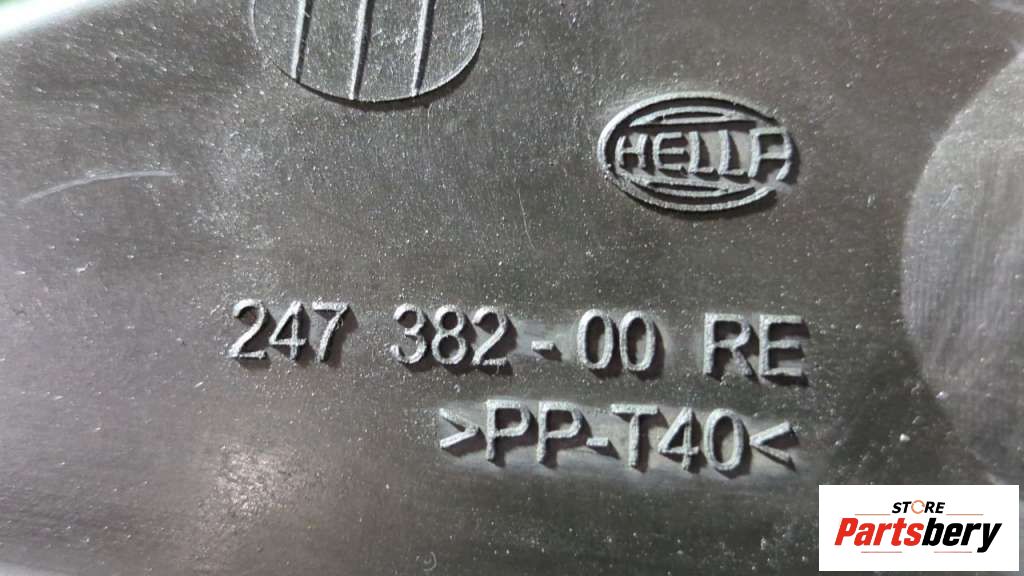 HELLA
247 382-00 RE
>PP-T40<
STORE
Partsbery